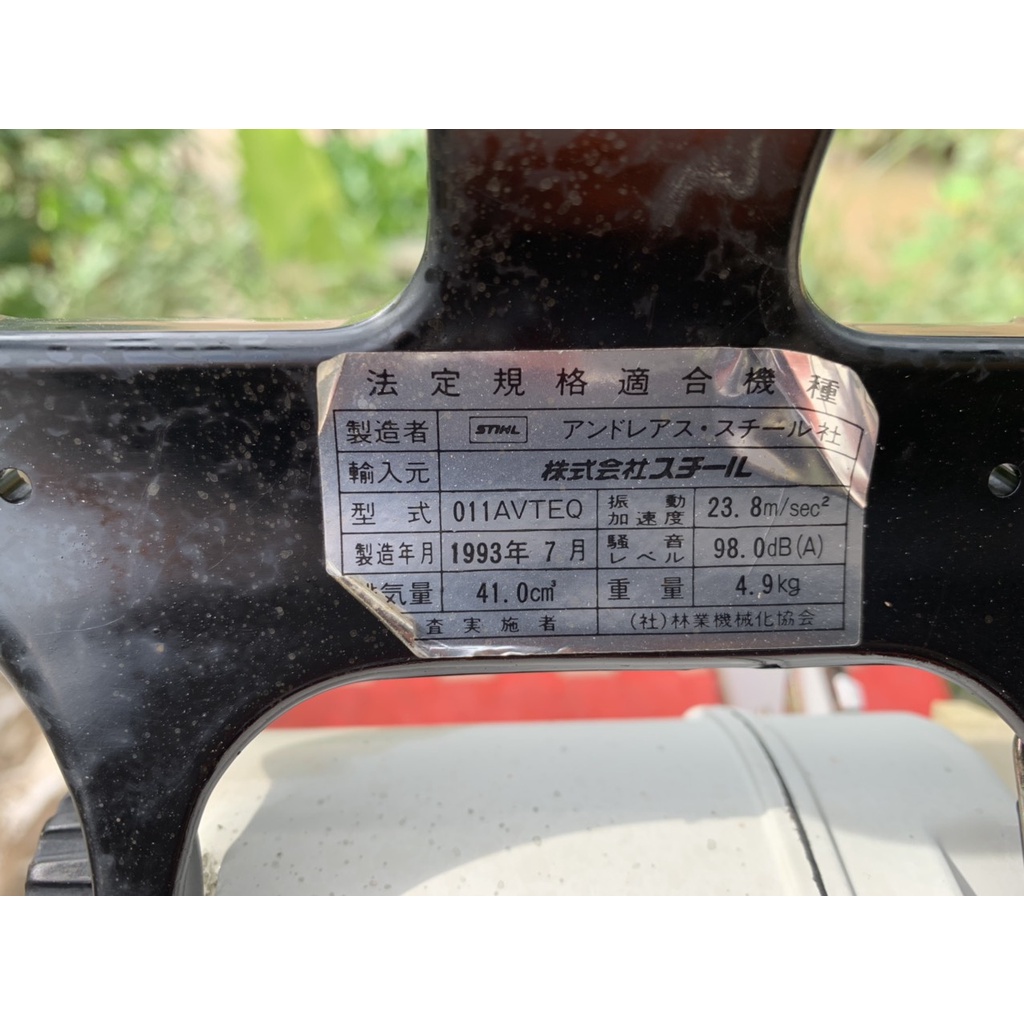 法定規格適合機種
製造者 STIHL アンドレアス・スチール社
輸入元 株式会社スチール
型式 011AVTEQ 振動加速度 23.8m/sec²
製造年月 1993年7月 騒音レベル 98.0dB(A)
気量 41.0cm³ 重量 4.9kg
査実施者 (社)林業機械化協会